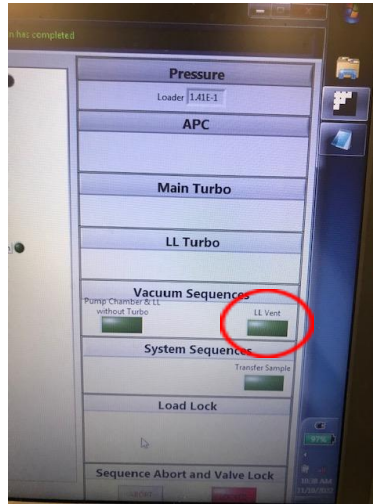 n has completed
Pressure
Loader 1.41E-1
APC
Main Turbo
LL Turbo
Vacuum Sequences
Pump Chamber & LL
without Turbo
LL Vent
System Sequences
Transfer Sample
Load Lock
97%
Sequence Abort and Valve Lock